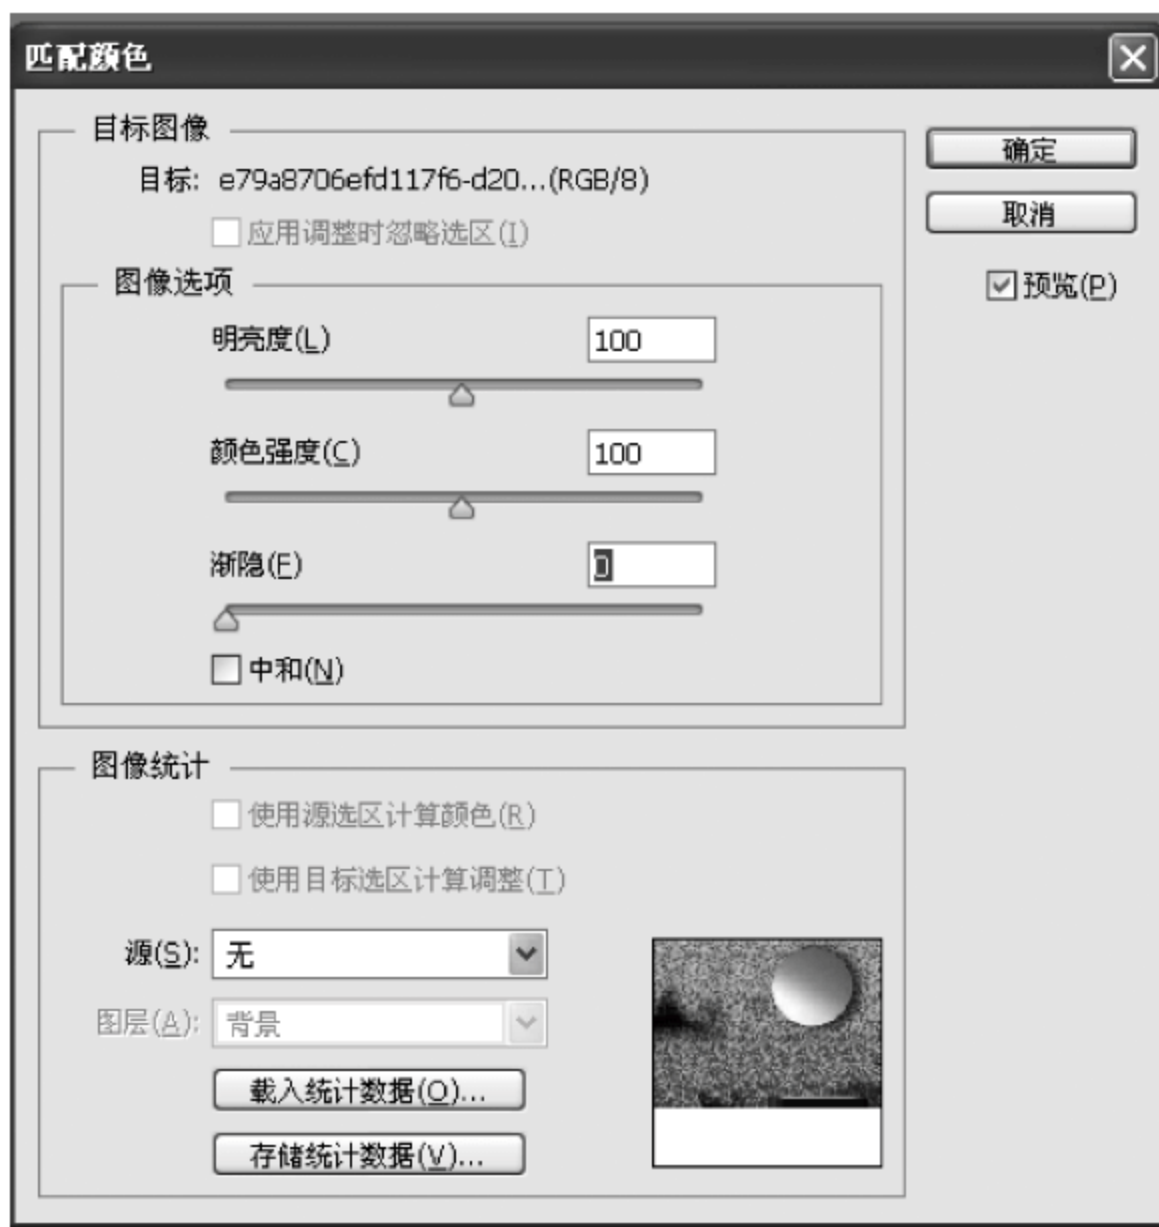 匹配颜色
目标图像
目标: e79a8706efd117f6-d20...(RGB/8)
应用调整时忽略选区(I)
图像选项
明亮度(L)
100
颜色强度(C)
100
渐隐(F)
0
中和(N)
确定
取消
预览(P)
图像统计
使用源选区计算颜色(R)
使用目标选区计算调整(T)
源(S): 无
图层(A): 背景
载入统计数据(O)...
存储统计数据(V)...